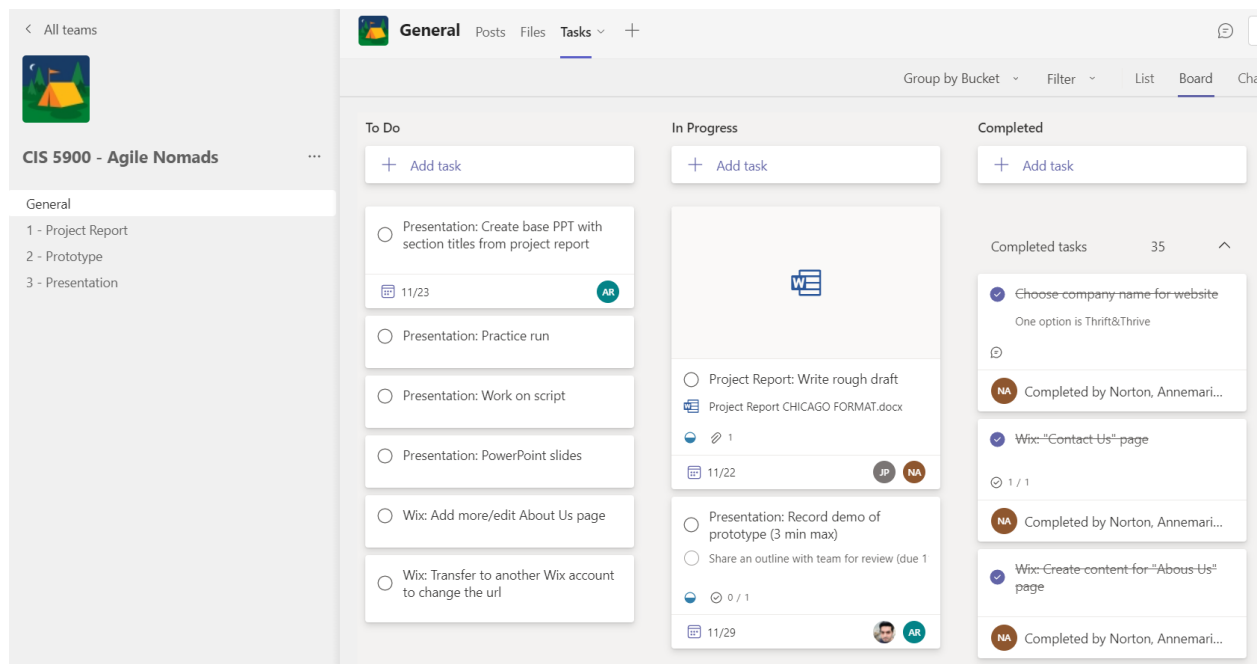 All teams
CIS 5900 - Agile Nomads
General
1 - Project Report
2 - Prototype
3 - Presentation
General Posts Files Tasks
Group by Bucket Filter List Board
To Do
Add task
Presentation: Create base PPT with
section titles from project report
11/23 AR
Presentation: Practice run
Presentation: Work on script
Presentation: PowerPoint slides
Wix: Add more/edit About Us page
Wix: Transfer to another Wix account
to change the url
In Progress
Add task
W
Project Report: Write rough draft
Project Report CHICAGO FORMAT.docx
1
11/22 JP NA
Presentation: Record demo of
prototype (3 min max)
Share an outline with team for review (due 1
0 / 1
11/29 AR
Completed
Add task
Completed tasks 35
Choose company name for website
One option is Thrift&Thrive
NA Completed by Norton, Annemari...
Wix: "Contact Us" page
1 / 1
NA Completed by Norton, Annemari...
Wix: Create content for "Abous Us"
page
NA Completed by Norton, Annemari...